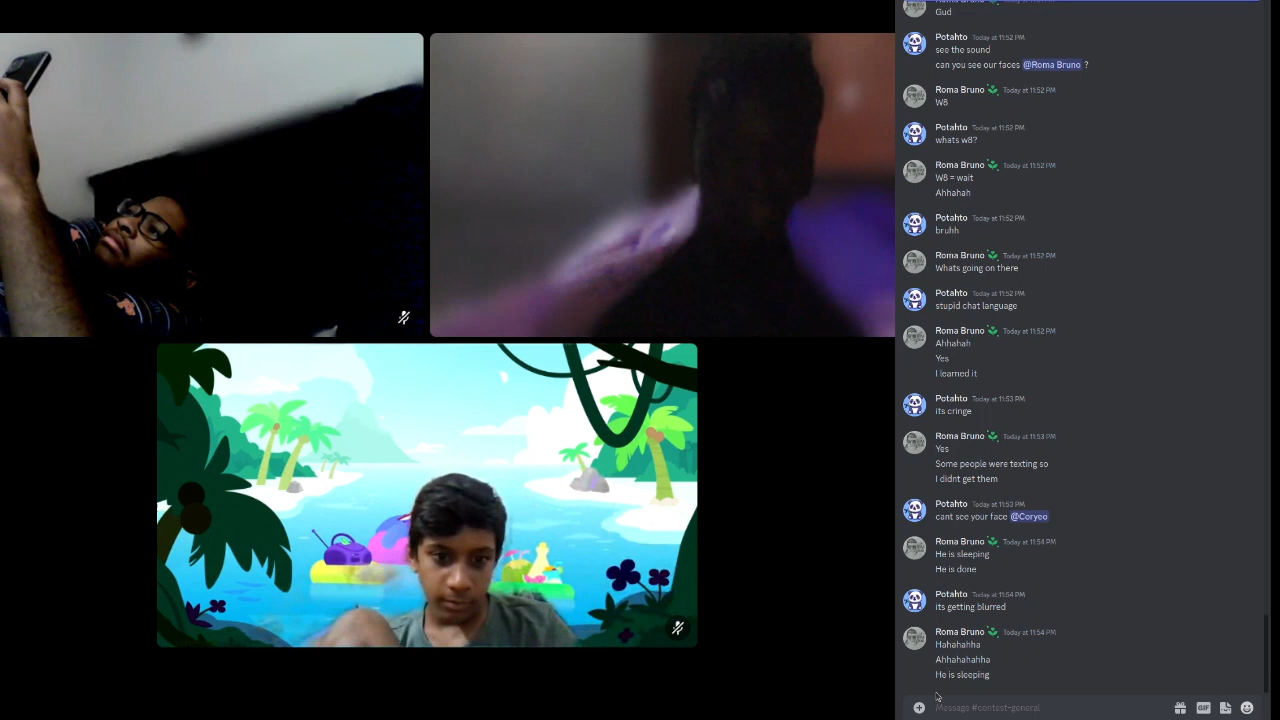 Gud
Potahto Today at 11:52 PM
see the sound
can you see our faces @Roma Bruno ?
Roma Bruno Today at 11:52 PM
W8
Potahto Today at 11:52 PM
whats w8?
Roma Bruno Today at 11:52 PM
W8 = wait
Ahhahah
Potahto Today at 11:52 PM
bruhh
Roma Bruno Today at 11:52 PM
Whats going on there
Potahto Today at 11:52 PM
stupid chat language
Roma Bruno Today at 11:52 PM
Ahhahah
Yes
I learned it
Potahto Today at 11:53 PM
its cringe
Roma Bruno Today at 11:53 PM
Yes
Some people were texting so
I didnt get them
Potahto Today at 11:53 PM
cant see your face @Coryeo
Roma Bruno Today at 11:54 PM
He is sleeping
He is done
Potahto Today at 11:54 PM
its getting blurred
Roma Bruno Today at 11:54 PM
Hahahahha
Ahhahahahha
He is sleeping
Message #contest-general
GIF